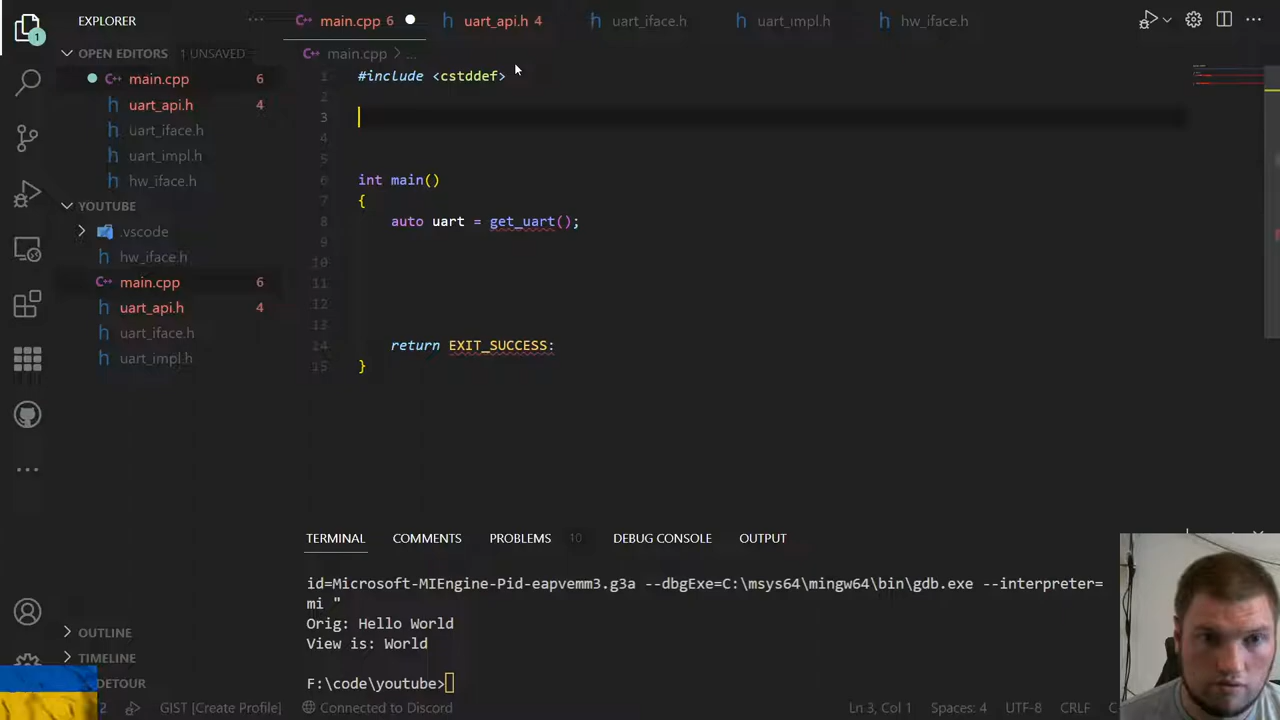 EXPLORER
main.cpp 6
uart_api.h 4
uart_iface.h
uart_impl.h
hw_iface.h
OPEN EDITORS 1 UNSAVED
main.cpp > ...
main.cpp 6
uart_api.h 4
uart_iface.h
uart_impl.h
hw_iface.h
YOUTUBE
.vscode
hw_iface.h
main.cpp 6
uart_api.h 4
uart_iface.h
uart_impl.h
1 #include <cstddef>
2
3
4
5
6 int main()
7 {
8 auto uart = get_uart();
9
10
11
12
13
14 return EXIT_SUCCESS:
15 }
TERMINAL COMMENTS PROBLEMS 10 DEBUG CONSOLE OUTPUT
id=Microsoft-MIEngine-Pid-eapvemm3.g3a --dbgExe=C:\msys64\mingw64\bin\gdb.exe --interpreter=
mi "
Orig: Hello World
View is: World
F:\code\youtube>
OUTLINE
TIMELINE
DETOUR
1
2 GIST [Create Profile] Connected to Discord Ln 3, Col 1 Spaces: 4 UTF-8 CRLF